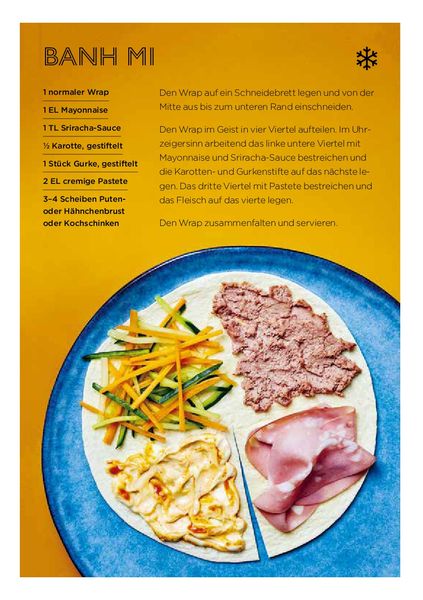 BANH MI
1 normaler Wrap
1 EL Mayonnaise
1 TL Sriracha-Sauce
½ Karotte, gestiftelt
1 Stück Gurke, gestiftelt
2 EL cremige Pastete
3–4 Scheiben Puten-
oder Hähnchenbrust
oder Kochschinken
Den Wrap auf ein Schneidebrett legen und von der
Mitte aus bis zum unteren Rand einschneiden.
Den Wrap im Geist in vier Viertel aufteilen. Im Uhr-
zeigersinn arbeitend das linke untere Viertel mit
Mayonnaise und Sriracha-Sauce bestreichen und
die Karotten- und Gurkenstifte auf das nächste le-
gen. Das dritte Viertel mit Pastete bestreichen und
das Fleisch auf das vierte legen.
Den Wrap zusammenfalten und servieren.